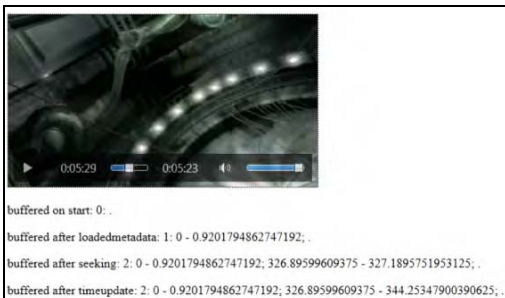 0:05:29 0:05:23
buffered on start: 0: .
buffered after loadedmetadata: 1: 0 - 0.9201794862747192; .
buffered after seeking: 2: 0 - 0.9201794862747192; 326.89599609375 - 327.1895751953125; .
buffered after timeupdate: 2: 0 - 0.9201794862747192; 326.89599609375 - 344.25347900390625; .